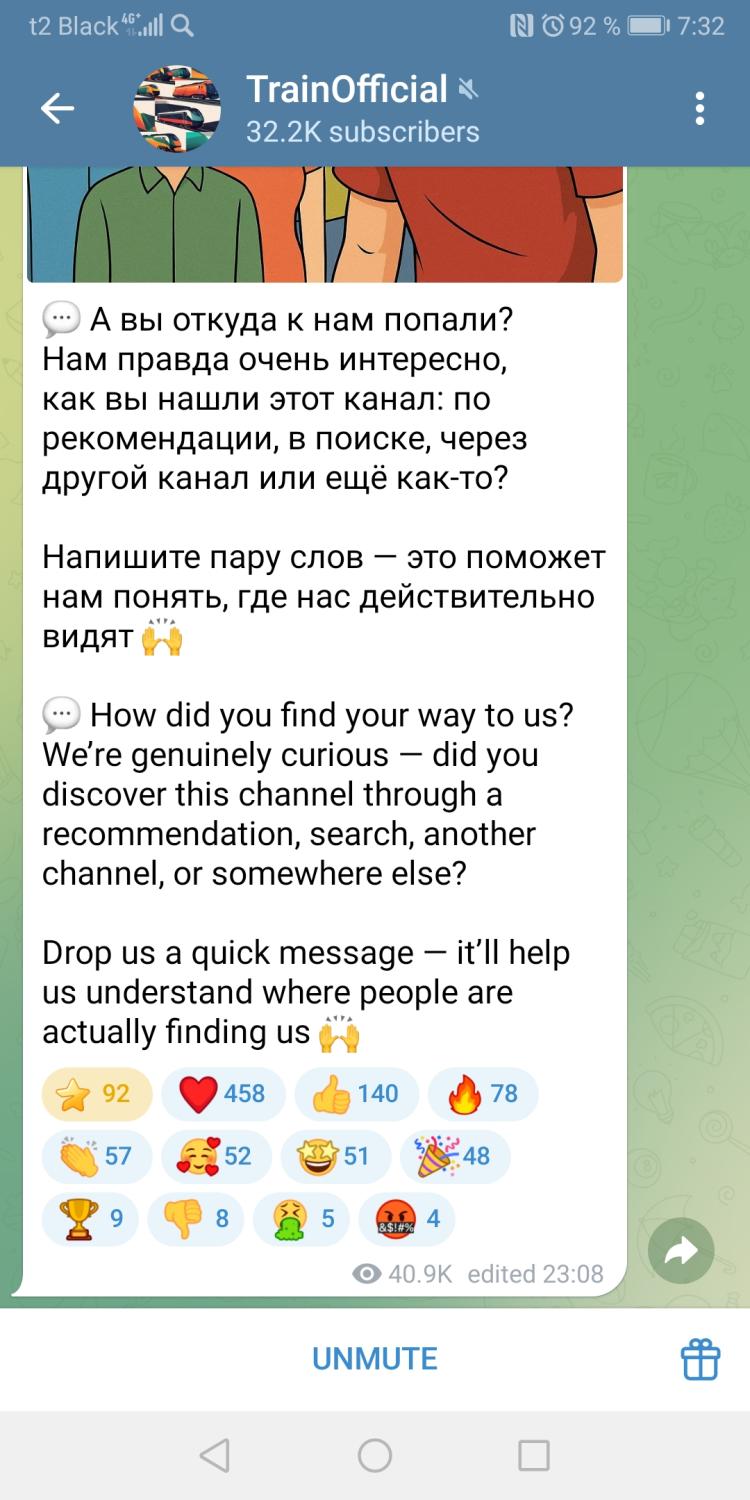 t2 Black 4G+ 92 % 7:32
TrainOfficial
32.2K subscribers
💬 А вы откуда к нам попали?
Нам правда очень интересно,
как вы нашли этот канал: по
рекомендации, в поиске, через
другой канал или ещё как-то?
Напишите пару слов — это поможет
нам понять, где нас действительно
видят 🙌
💬 How did you find your way to us?
We’re genuinely curious — did you
discover this channel through a
recommendation, search, another
channel, or somewhere else?
Drop us a quick message — it’ll help
us understand where people are
actually finding us 🙌
⭐ 92 ❤️ 458 👍 140 🔥 78
👏 57 🥰 52 🤩 51 🎉 48
🏆 9 👎 8 🤮 5 🤬 4
40.9K edited 23:08
UNMUTE